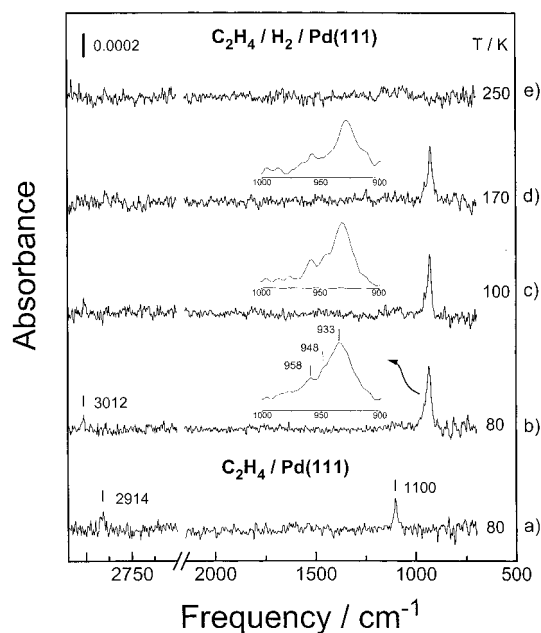 0.0002 C₂H₄ / H₂ / Pd(111) T / K
250 e)
1000 950 900
170 d)
1000 950 900
100 c)
933
948
958
1000 950 900
3012
80 b)
C₂H₄ / Pd(111)
2914 1100
80 a)
2750 2000 1500 1000 500
Frequency / cm⁻¹
Absorbance